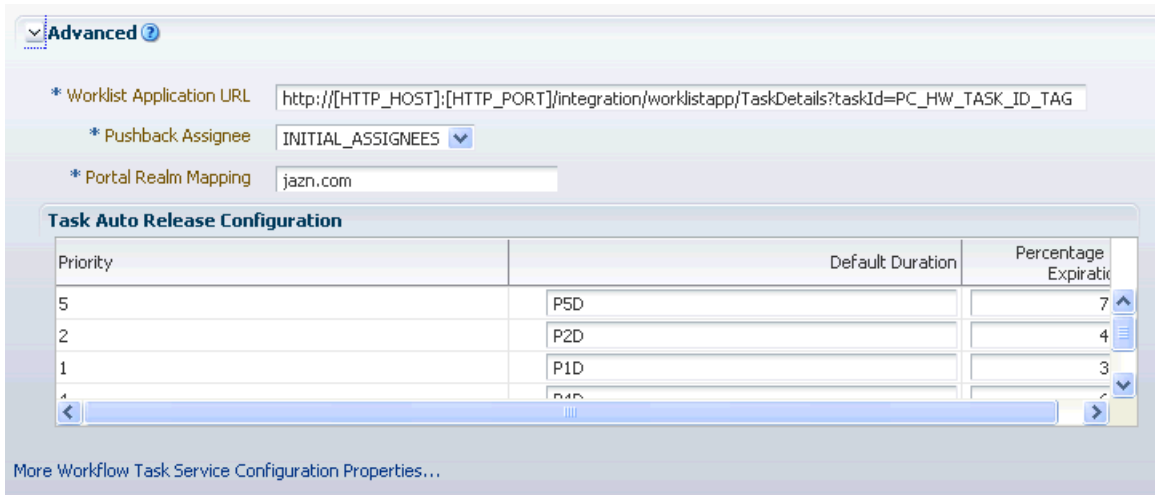 Advanced
* Worklist Application URL http://[HTTP_HOST]:[HTTP_PORT]/integration/worklistapp/TaskDetails?taskId=PC_HW_TASK_ID_TAG
* Pushback Assignee INITIAL_ASSIGNEES
* Portal Realm Mapping jazn.com
Task Auto Release Configuration
Priority Default Duration Percentage
5 P5D 7
2 P2D 4
1 P1D 3
More Workflow Task Service Configuration Properties...